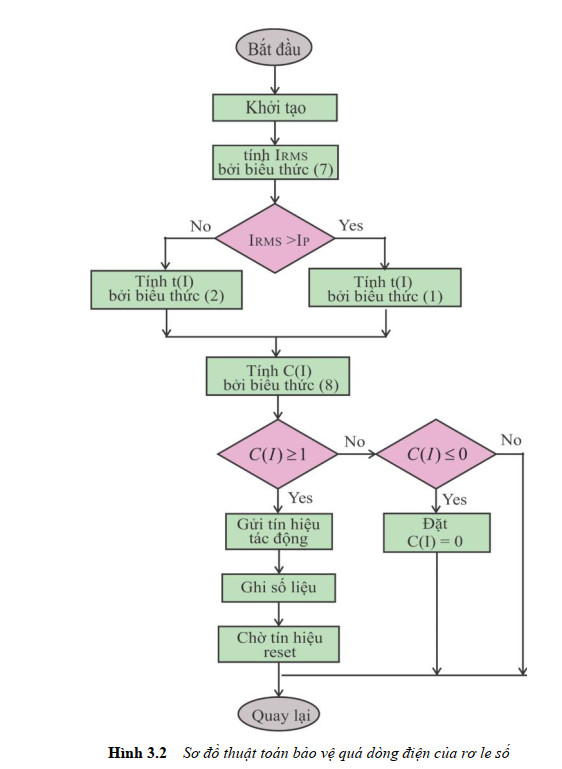 Bắt đầu
Khởi tạo
tính IRMS
bởi biểu thức (7)
No
Yes
IRMS >IP
Tính t(I)
bởi biểu thức (2)
Tính t(I)
bởi biểu thức (1)
Tính C(I)
bởi biểu thức (8)
C(I) ≥ 1
No
C(I) ≤ 0
No
Yes
Yes
Gửi tín hiệu
tác động
Đặt
C(I) = 0
Ghi số liệu
Chờ tín hiệu
reset
Quay lại
Hình 3.2 Sơ đồ thuật toán bảo vệ quá dòng điện của rơ le số